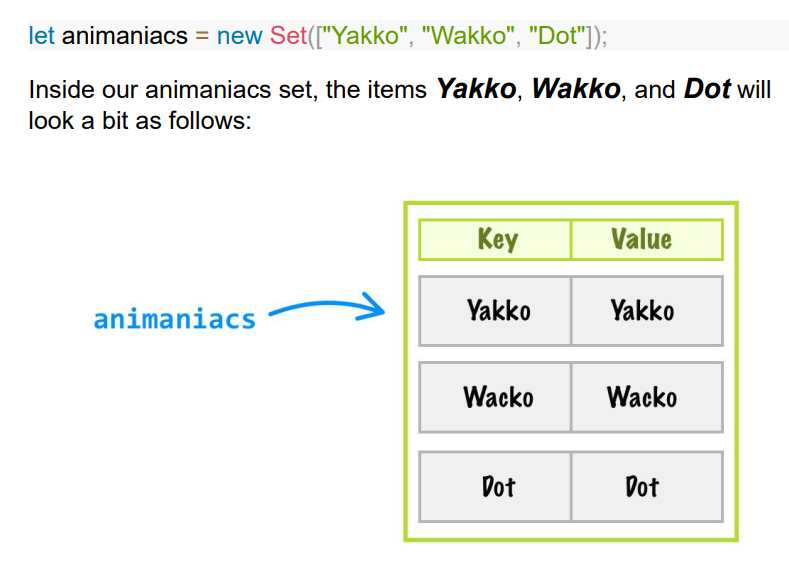 let animaniacs = new Set(["Yakko", "Wakko", "Dot"]);
Inside our animaniacs set, the items Yakko, Wakko, and Dot will
look a bit as follows:
Key Value
animaniacs
Yakko Yakko
Wacko Wacko
Dot Dot